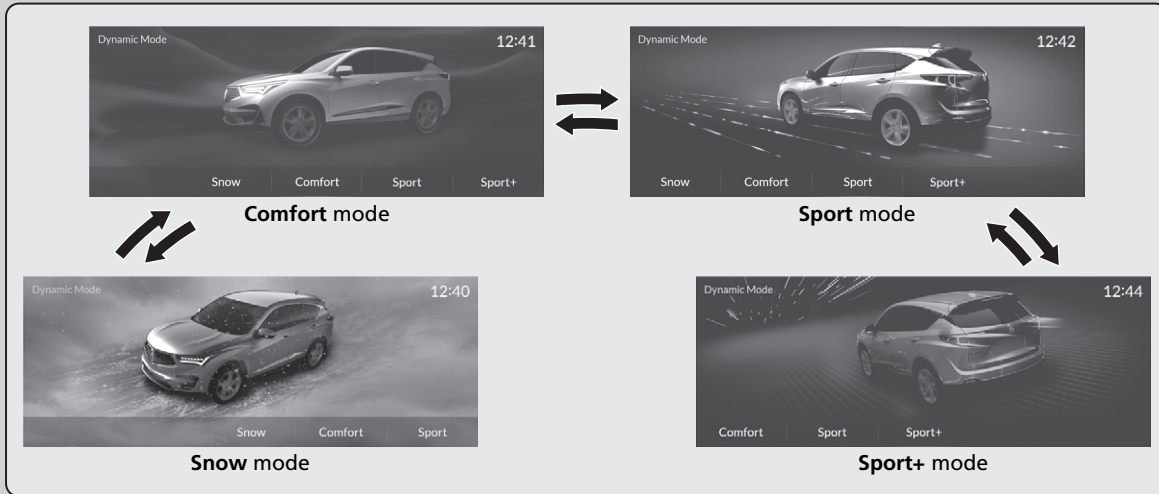 Dynamic Mode
12:41
Snow
Comfort
Sport
Sport+
Comfort mode
Dynamic Mode
12:42
Snow
Comfort
Sport
Sport+
Sport mode
Dynamic Mode
12:40
Snow
Comfort
Sport
Snow mode
Dynamic Mode
12:44
Comfort
Sport
Sport+
Sport+ mode